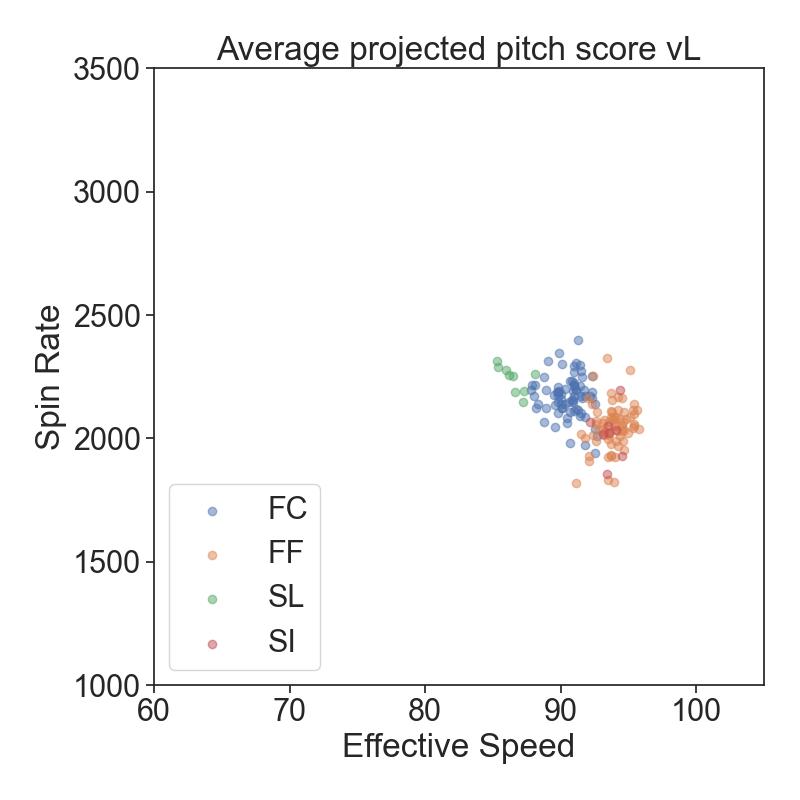 Average projected pitch score vL
3500
3000
2500
2000
1500
1000
Spin Rate
FC
FF
SL
SI
60 70 80 90 100
Effective Speed